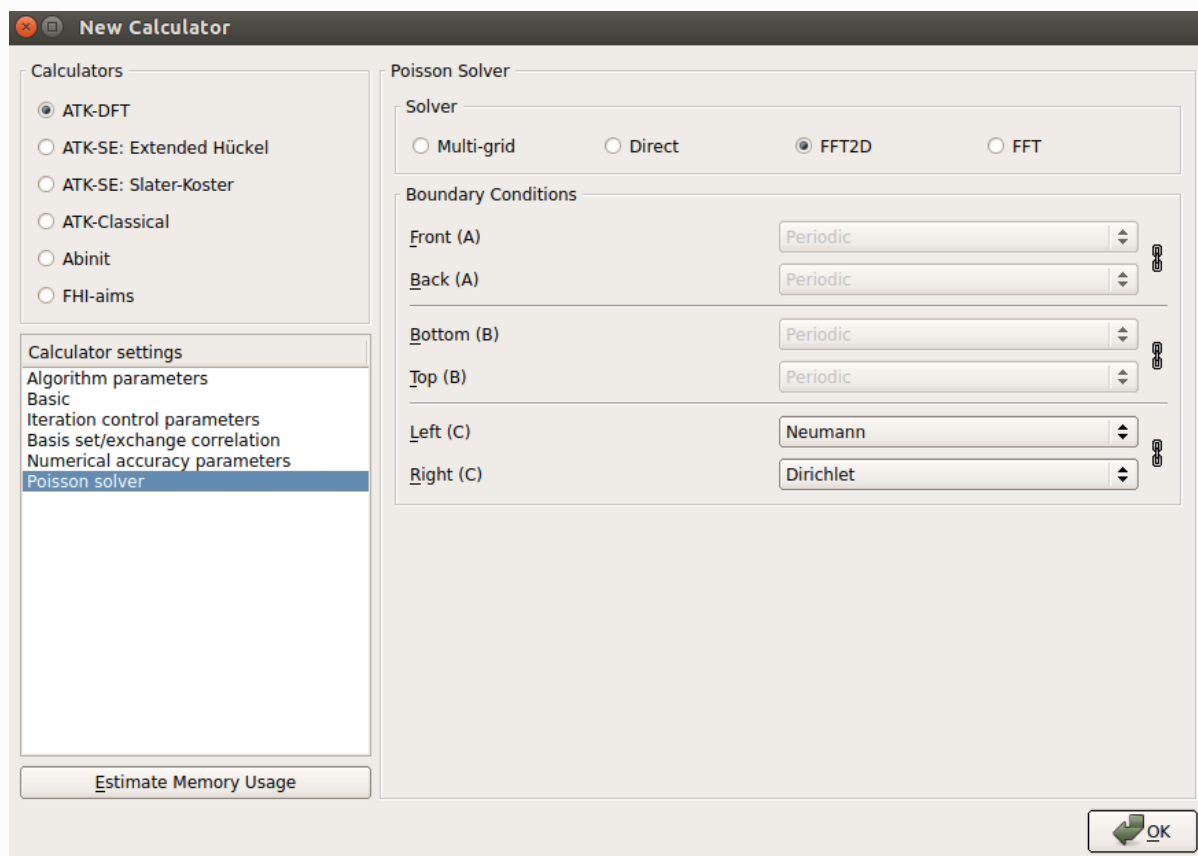 New Calculator
Calculators
ATK-DFT
ATK-SE: Extended Hückel
ATK-SE: Slater-Koster
ATK-Classical
Abinit
FHI-aims
Calculator settings
Algorithm parameters
Basic
Iteration control parameters
Basis set/exchange correlation
Numerical accuracy parameters
Poisson solver
Estimate Memory Usage
Poisson Solver
Solver
Multi-grid Direct FFT2D FFT
Boundary Conditions
Front (A) Periodic
Back (A) Periodic
Bottom (B) Periodic
Top (B) Periodic
Left (C) Neumann
Right (C) Dirichlet
OK